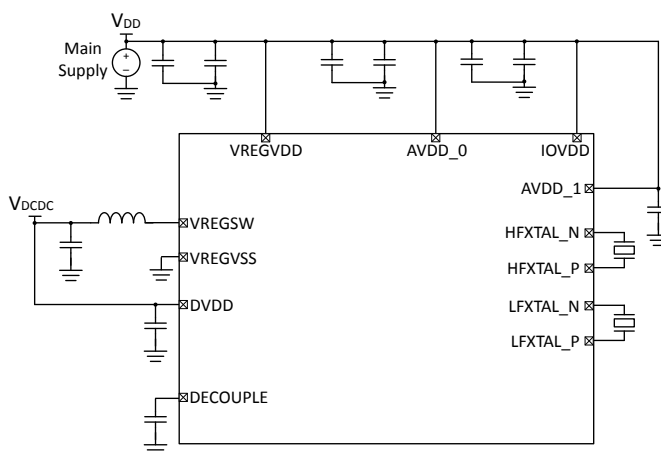 VDD
Main
Supply
+
−
VREGVDD
AVDD_0
IOVDD
AVDD_1
VDCDC
VREGSW
HFXTAL_N
VREGVSS
HFXTAL_P
DVDD
LFXTAL_N
LFXTAL_P
DECOUPLE